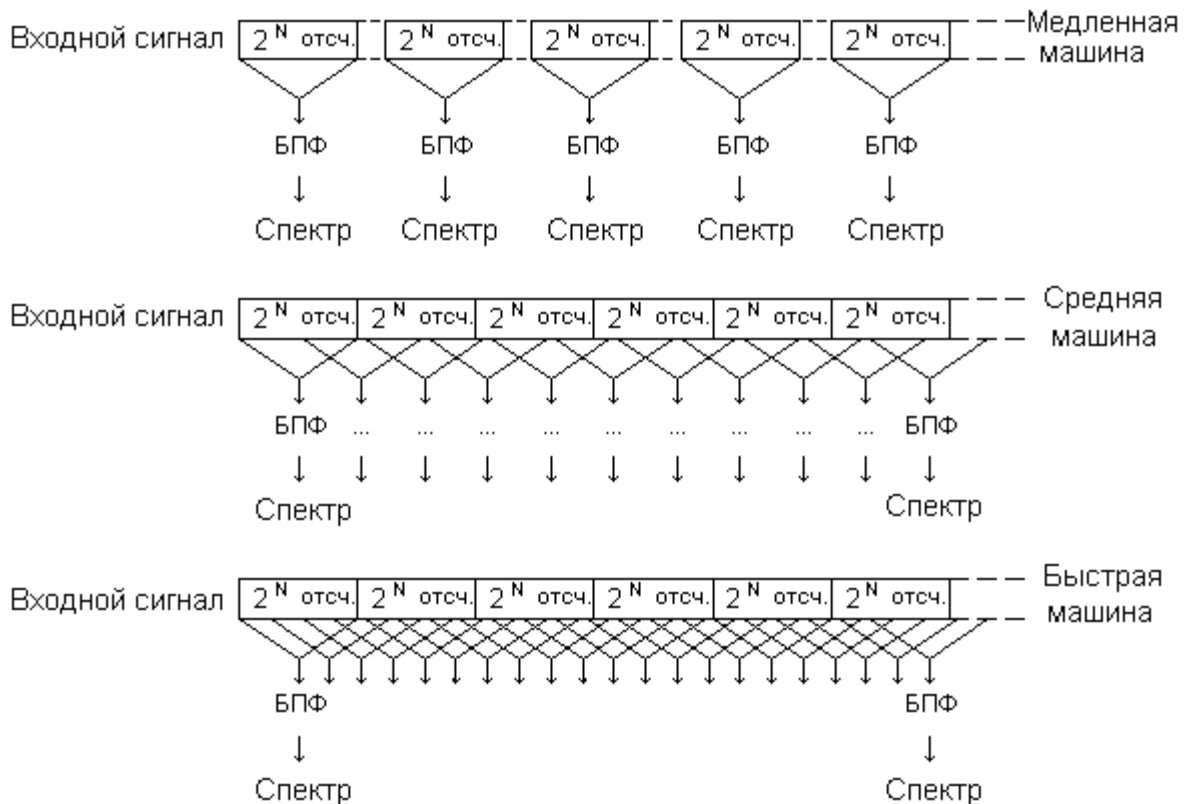 Входной сигнал 2^N отсч. 2^N отсч. 2^N отсч. 2^N отсч. 2^N отсч. Медленная
машина
БПФ БПФ БПФ БПФ БПФ
Спектр Спектр Спектр Спектр Спектр
Входной сигнал 2^N отсч. 2^N отсч. 2^N отсч. 2^N отсч. 2^N отсч. 2^N отсч. Средняя
машина
БПФ ... ... ... ... ... ... ... ... ... БПФ
Спектр Спектр
Входной сигнал 2^N отсч. 2^N отсч. 2^N отсч. 2^N отсч. 2^N отсч. 2^N отсч. Быстрая
машина
БПФ БПФ
Спектр Спектр